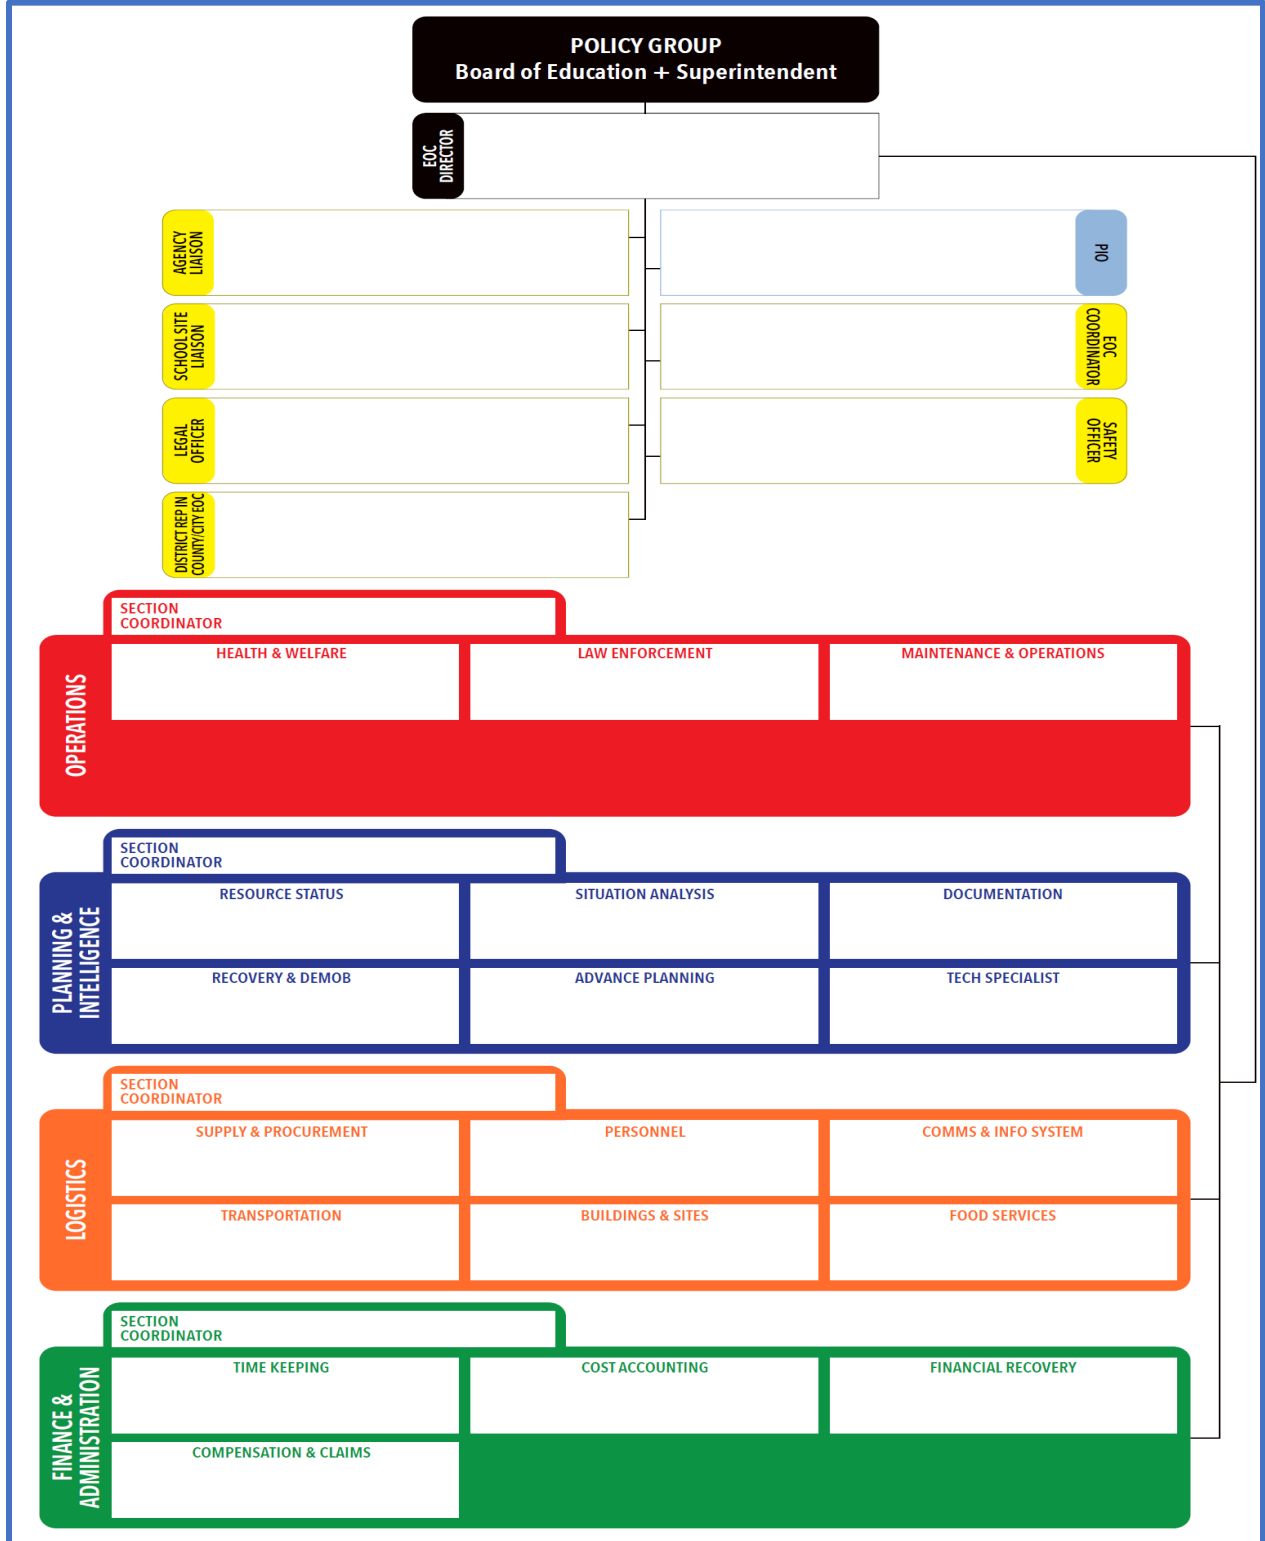 POLICY GROUP
Board of Education + Superintendent
EOC
DIRECTOR
AGENCY
LIAISON
PIO
SCHOOL SITE
LIAISON
EOC
COORDINATOR
LEGAL
OFFICER
SAFETY
OFFICER
DISTRICT REP IN
COUNTY/CITY EOC
OPERATIONS
SECTION
COORDINATOR
HEALTH & WELFARE
LAW ENFORCEMENT
MAINTENANCE & OPERATIONS
PLANNING &
INTELLIGENCE
SECTION
COORDINATOR
RESOURCE STATUS
SITUATION ANALYSIS
DOCUMENTATION
RECOVERY & DEMOB
ADVANCE PLANNING
TECH SPECIALIST
LOGISTICS
SECTION
COORDINATOR
SUPPLY & PROCUREMENT
PERSONNEL
COMMS & INFO SYSTEM
TRANSPORTATION
BUILDINGS & SITES
FOOD SERVICES
FINANCE &
ADMINISTRATION
SECTION
COORDINATOR
TIME KEEPING
COST ACCOUNTING
FINANCIAL RECOVERY
COMPENSATION & CLAIMS